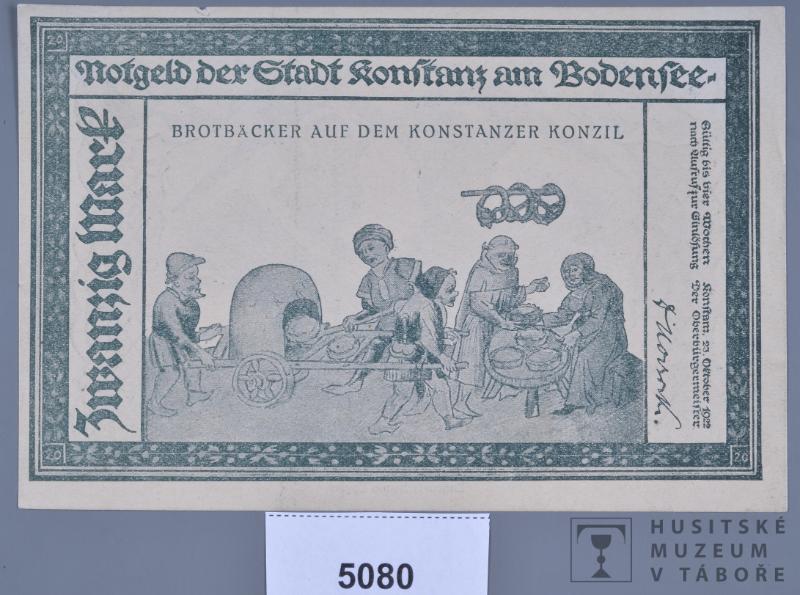 20
Notgeld der Stadt Konstanz am Bodensee-
Zwanzig Mark
BROTBÄCKER AUF DEM KONSTANZER KONZIL
Gültig bis vier Wochen
nach Aufruf zur Einlösung
Konstanz, 23. Oktober 1922
Der Oberbürgermeister
20
20
5080
HUSITSKÉ
MUZEUM
V TÁBOŘE